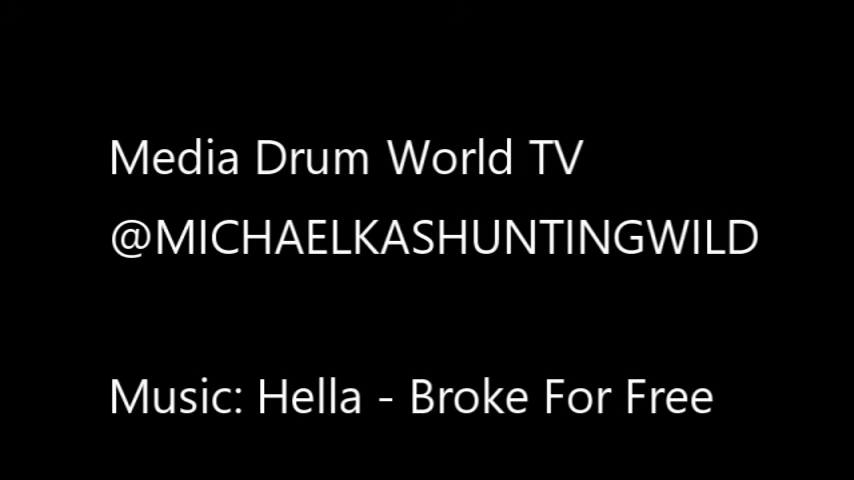 Media Drum World TV
@MICHAELKASHUNTINGWILD
Music: Hella - Broke For Free